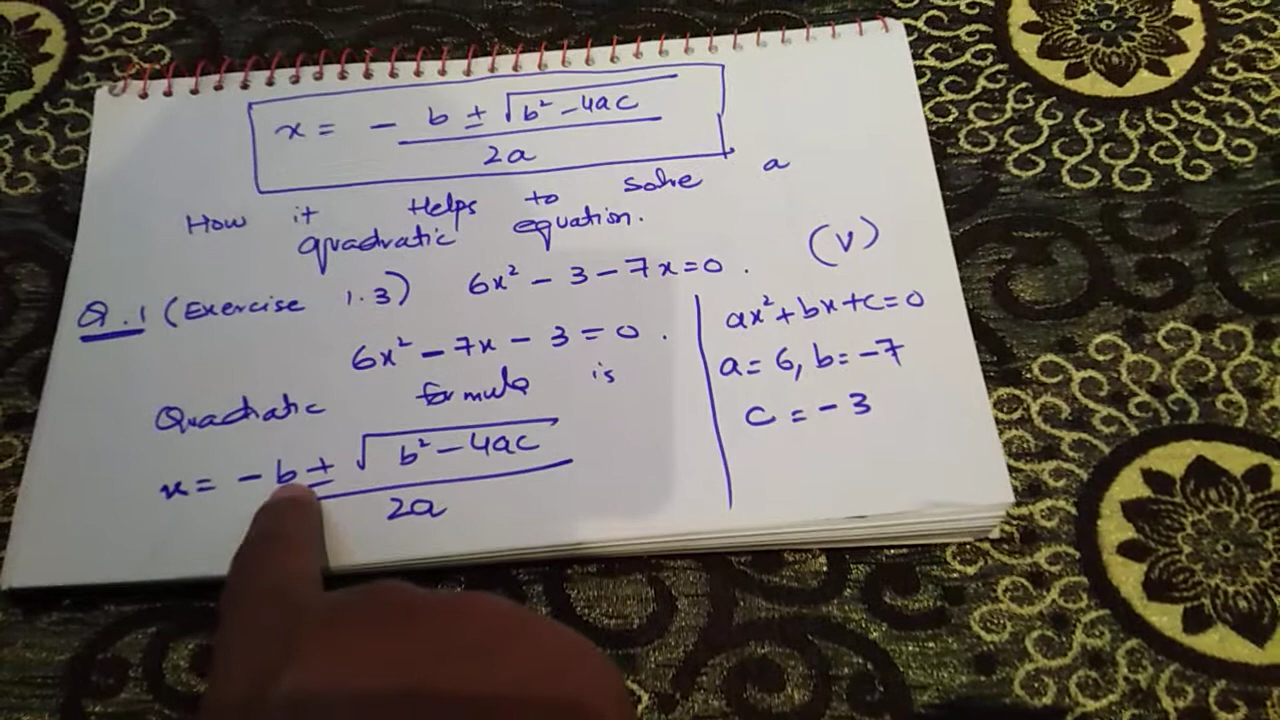 x = - b ± √b² - 4ac
2a
How it Helps to solve a
quadratic equation.
Q.1 (Exercise 1.3) 6x² - 3 - 7x = 0. (V)
6x² - 7x - 3 = 0.
Quadratic formula is
x = - b ± √b² - 4ac
2a
ax² + bx + c = 0
a = 6, b = -7
c = -3